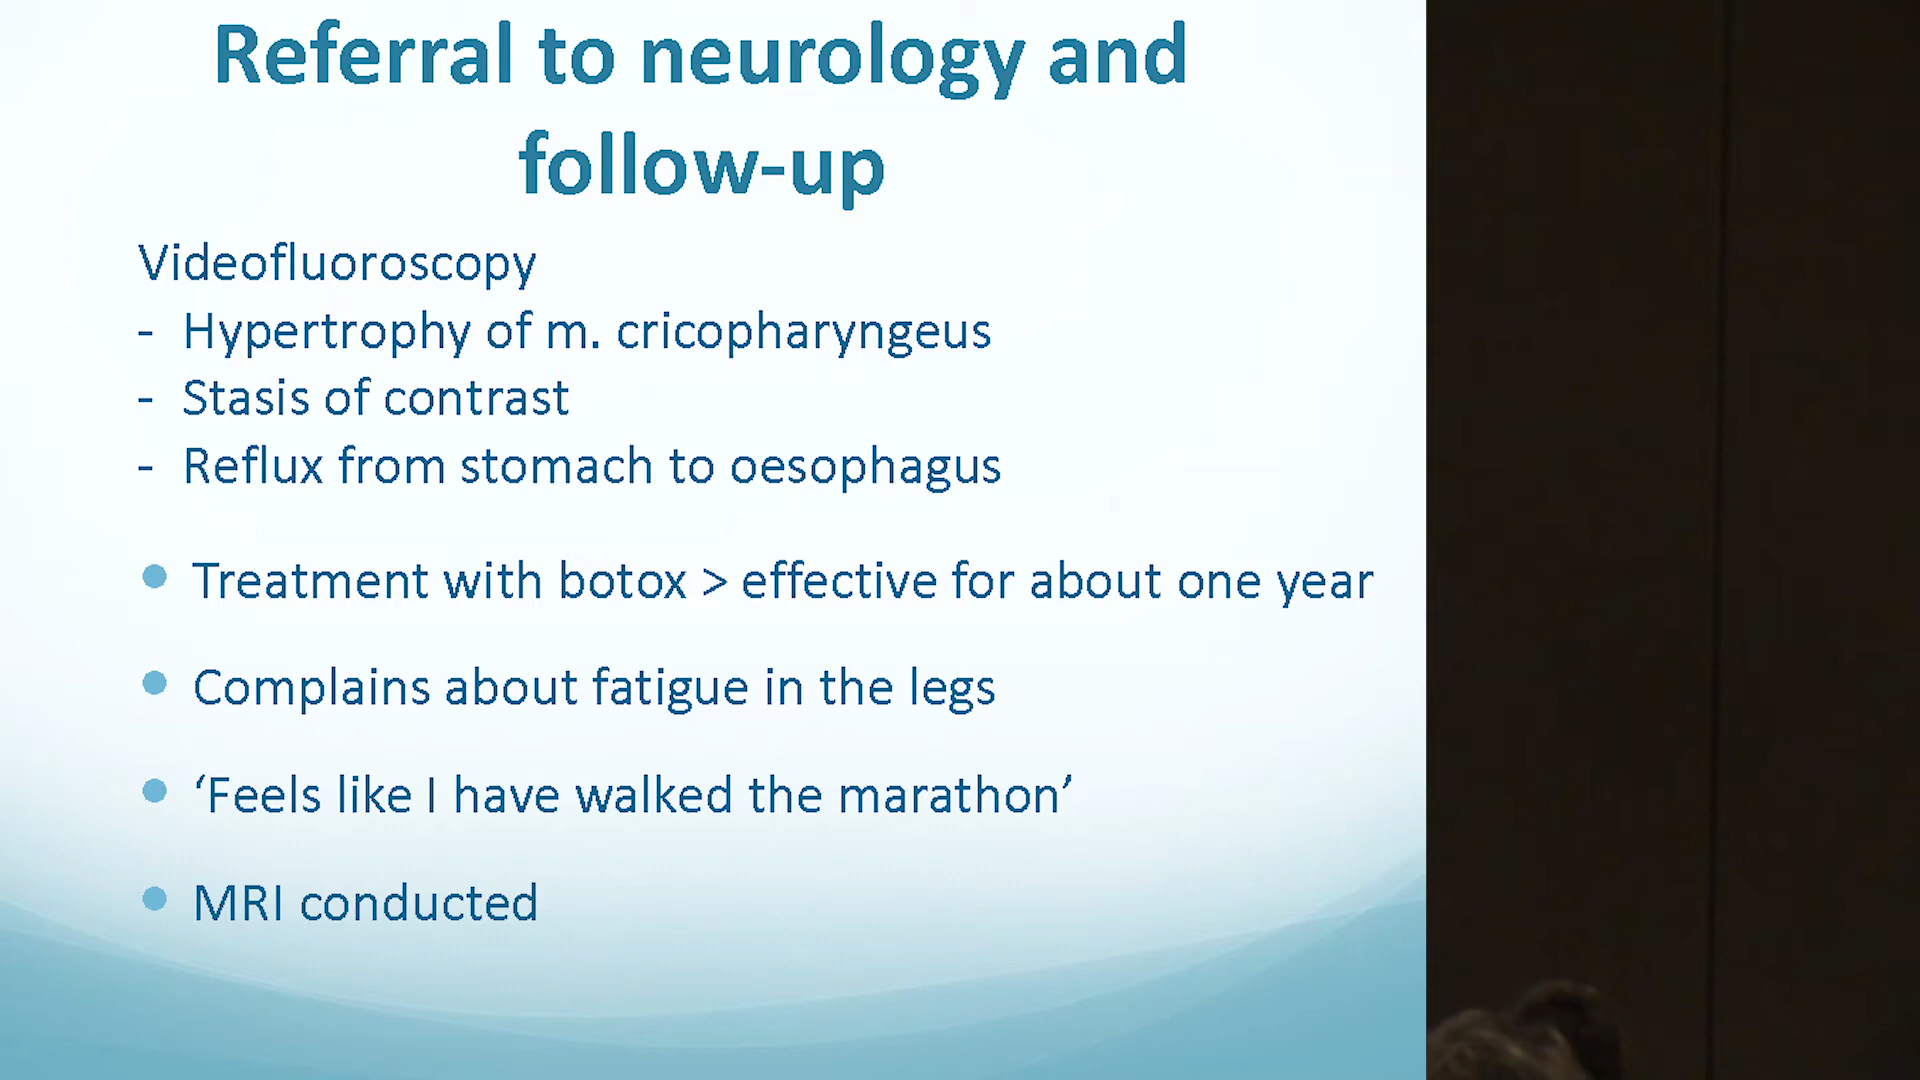 Referral to neurology and
follow-up
Videofluoroscopy
- Hypertrophy of m. cricopharyngeus
- Stasis of contrast
- Reflux from stomach to oesophagus
• Treatment with botox > effective for about one year
• Complains about fatigue in the legs
• ‘Feels like I have walked the marathon’
• MRI conducted